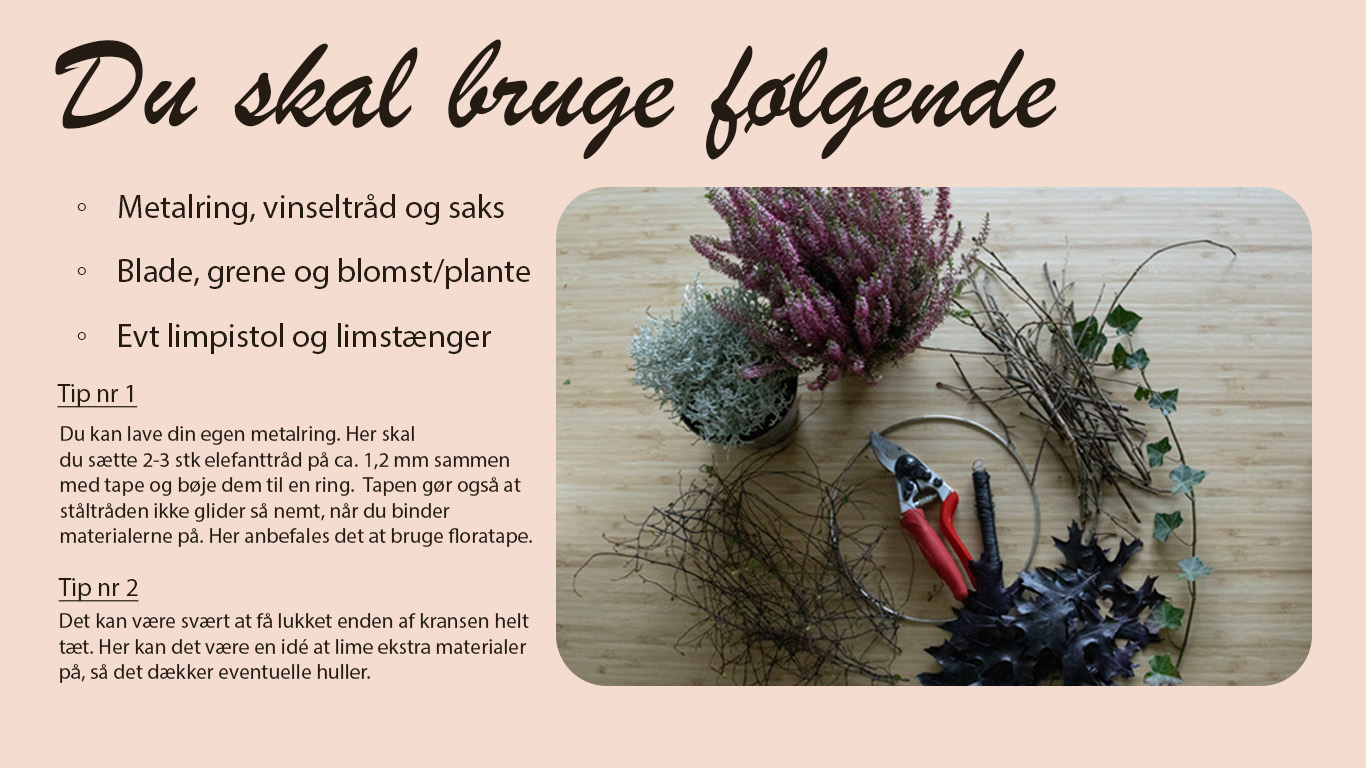 Du skal bruge følgende
◦ Metalring, vinseltråd og saks
◦ Blade, grene og blomst/plante
◦ Evt limpistol og limstænger
Tip nr 1
Du kan lave din egen metalring. Her skal
du sætte 2-3 stk elefanttråd på ca. 1,2 mm sammen
med tape og bøje dem til en ring.  Tapen gør også at
ståltråden ikke glider så nemt, når du binder
materialerne på. Her anbefales det at bruge floratape.
Tip nr 2
Det kan være svært at få lukket enden af kransen helt
tæt. Her kan det være en idé at lime ekstra materialer
på, så det dækker eventuelle huller.